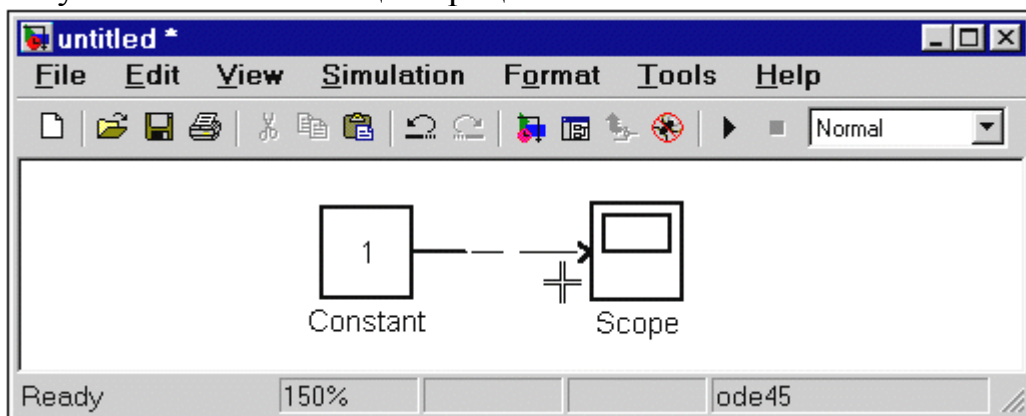 untitled *
File Edit View Simulation Format Tools Help
Normal
1
Constant Scope
Ready 150% ode45